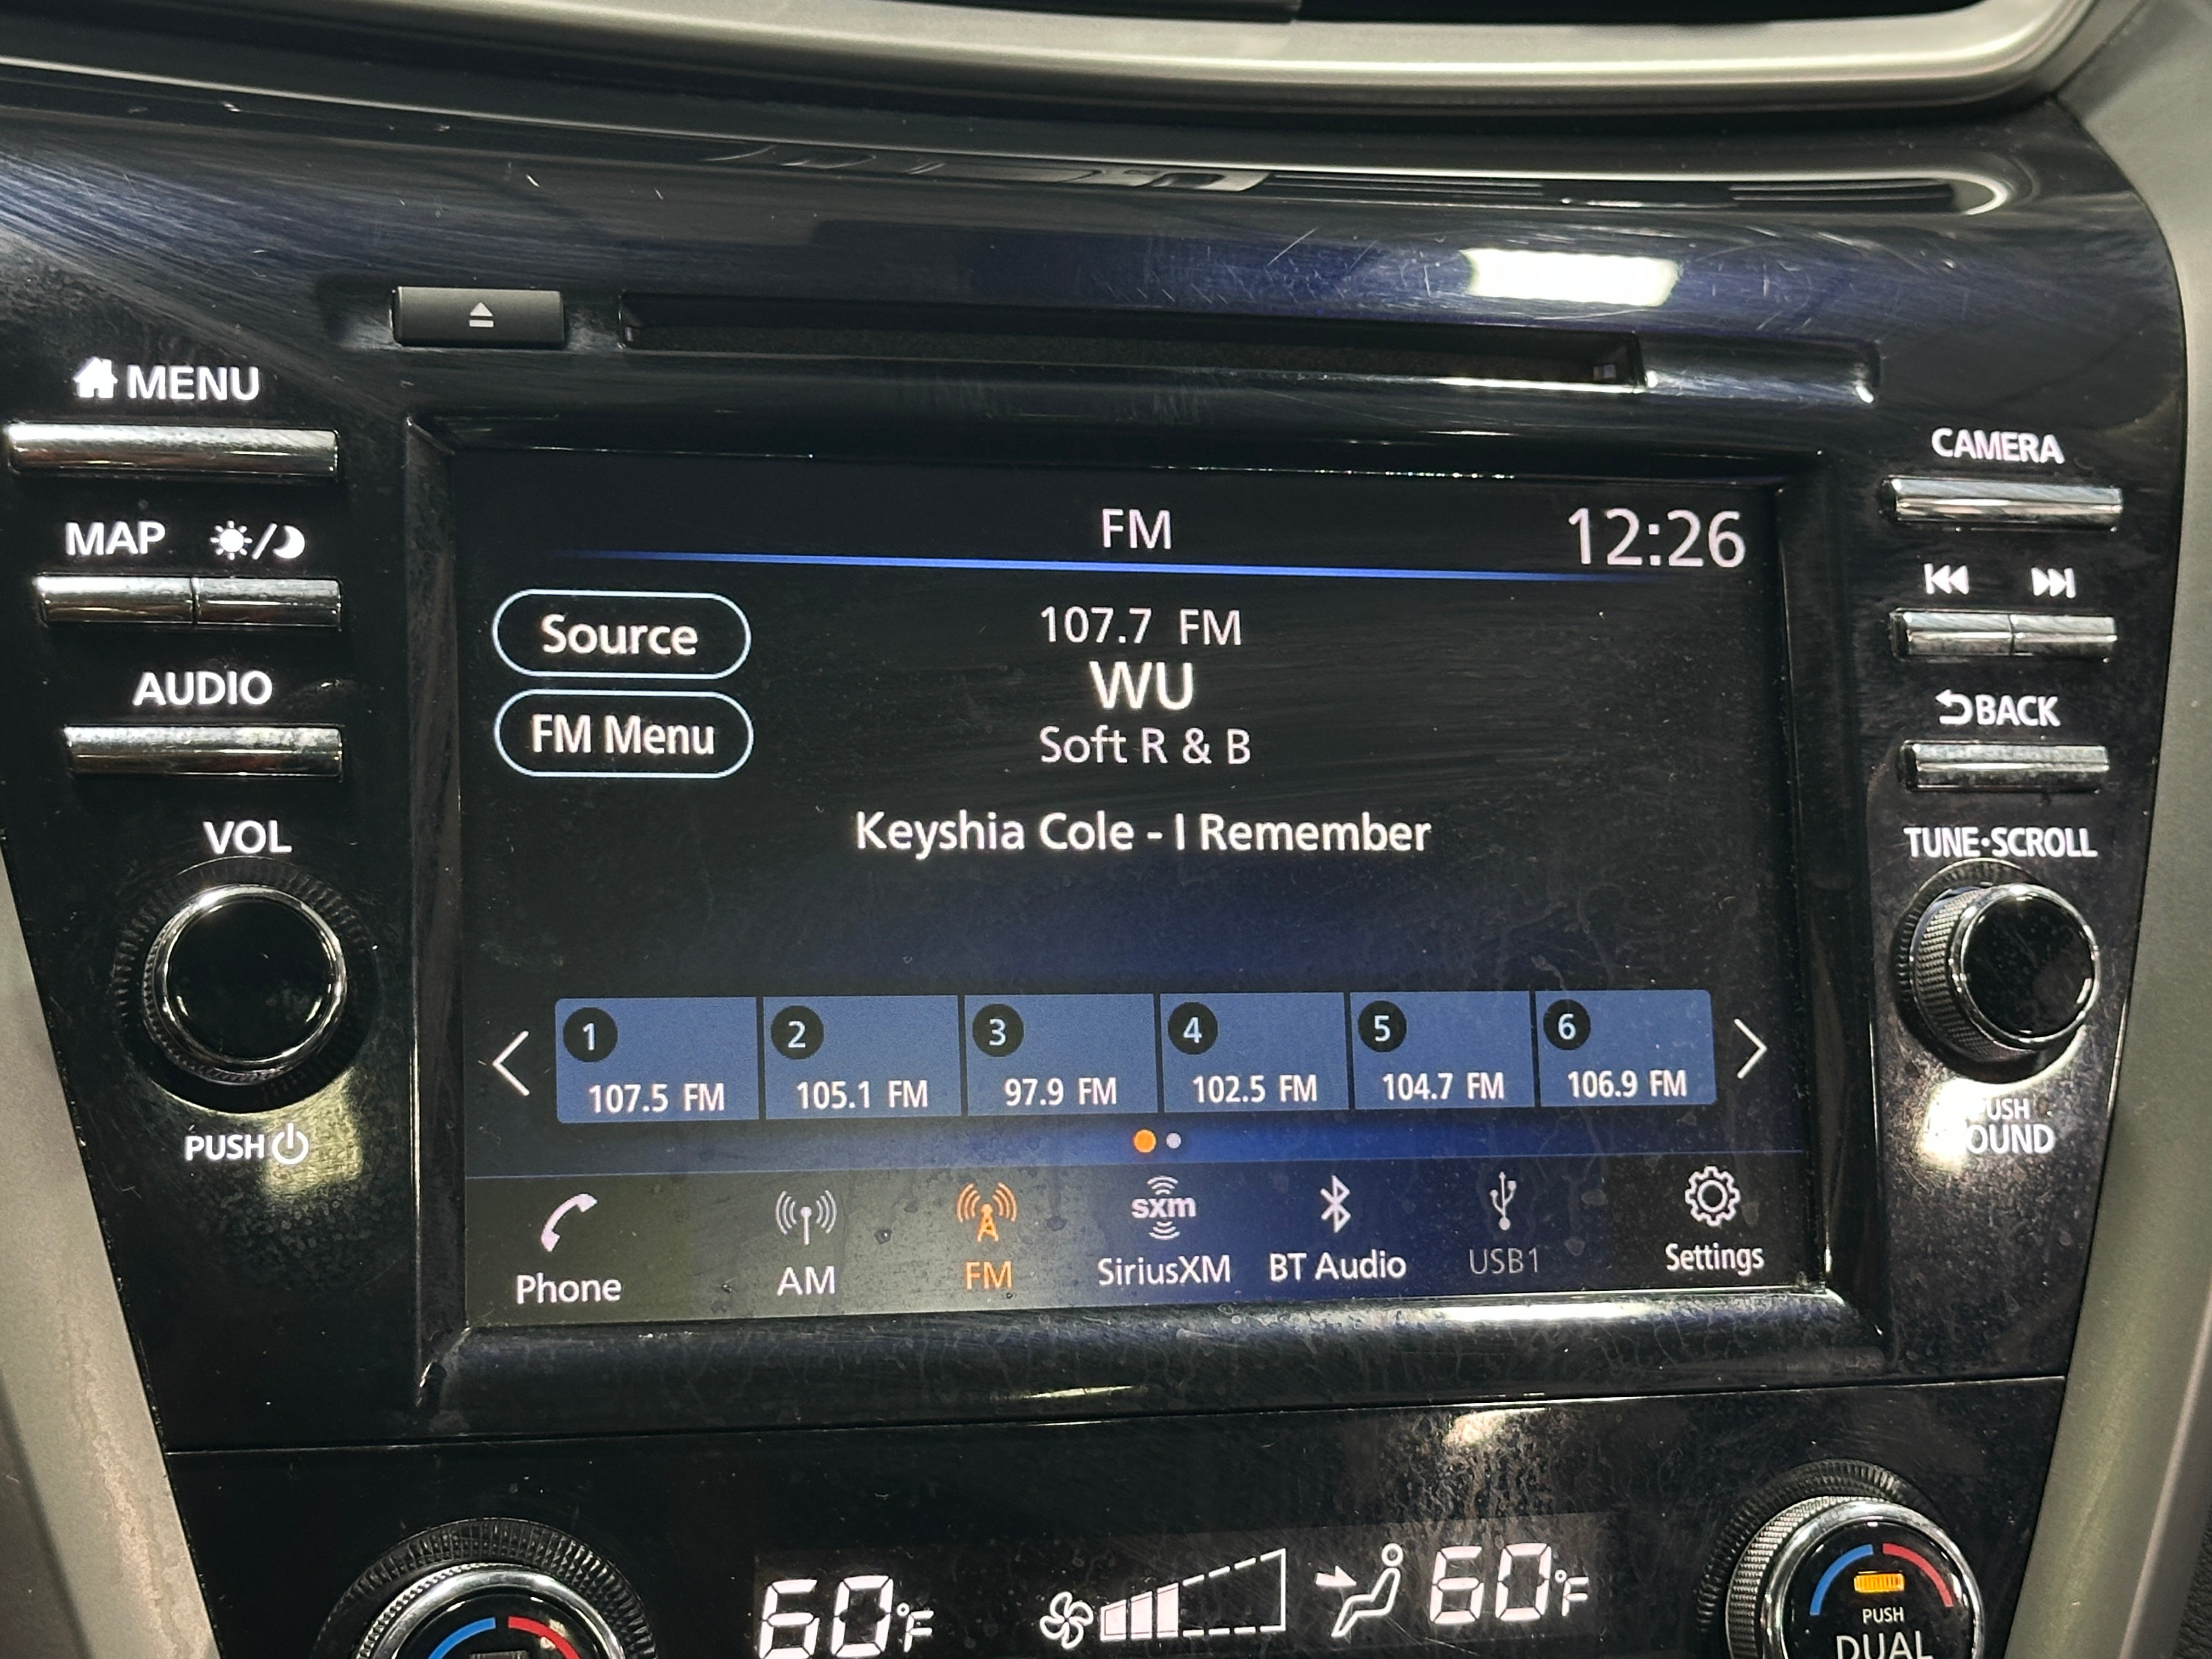 MENU
MAP
AUDIO
VOL
PUSH
FM
12:26
Source
FM Menu
107.7 FM
WU
Soft R & B
Keyshia Cole - I Remember
1
107.5 FM
2
105.1 FM
3
97.9 FM
4
102.5 FM
5
104.7 FM
6
106.9 FM
Phone
AM
FM
sxm
SiriusXM
BT Audio
USB1
Settings
CAMERA
BACK
TUNE·SCROLL
PUSH
SOUND
60°F
60°F
PUSH
DUAL